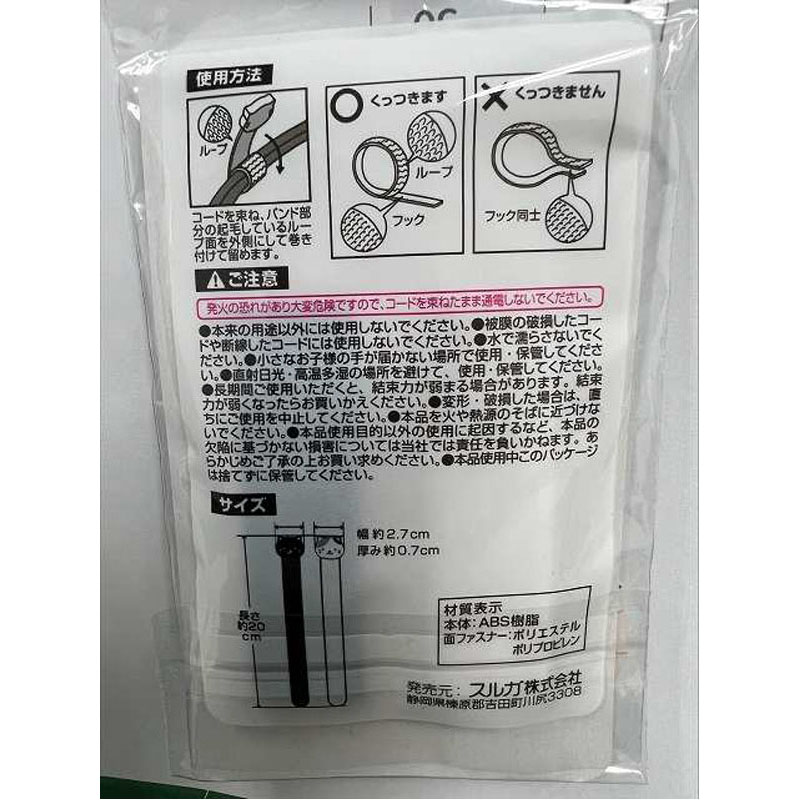 使用方法
ループ
コードを束ね、バンド部
分の起毛しているルー
プ面を外側にして巻き
付けて留めます。
くっつきます
ループ
フック
くっつきません
フック同士
ご注意
発火の恐れがあり大変危険ですので、コードを束ねたまま通電しないでください。
●本来の用途以外には使用しないでください。●被膜の破損したコー
ドや断線したコードには使用しないでください。●水で濡らさないでく
ださい。●小さなお子様の手が届かない場所で使用・保管してくださ
い。●直射日光・高温多湿の場所を避けて、使用・保管してください。
●長期間ご使用いただくと、結束力が弱まる場合があります。結束
力が弱くなったらお買いかえください。●変形・破損した場合は、直
ちにご使用を中止してください。●本品を火や熱源のそばに近づけな
いでください。●本品使用目的以外の使用に起因するなど、本品の
欠陥に基づかない損害については当社では責任を負いかねます。あ
らかじめご了承の上お買い求めください。●本品使用中このパッケージ
は捨てずに保管してください。
サイズ
幅 約2.7cm
厚み約0.7cm
長さ
約20
cm
材質表示
本体：ABS樹脂
面ファスナー：ポリエステル
ポリプロピレン
発売元：スルガ株式会社
静岡県榛原郡吉田町川尻3308